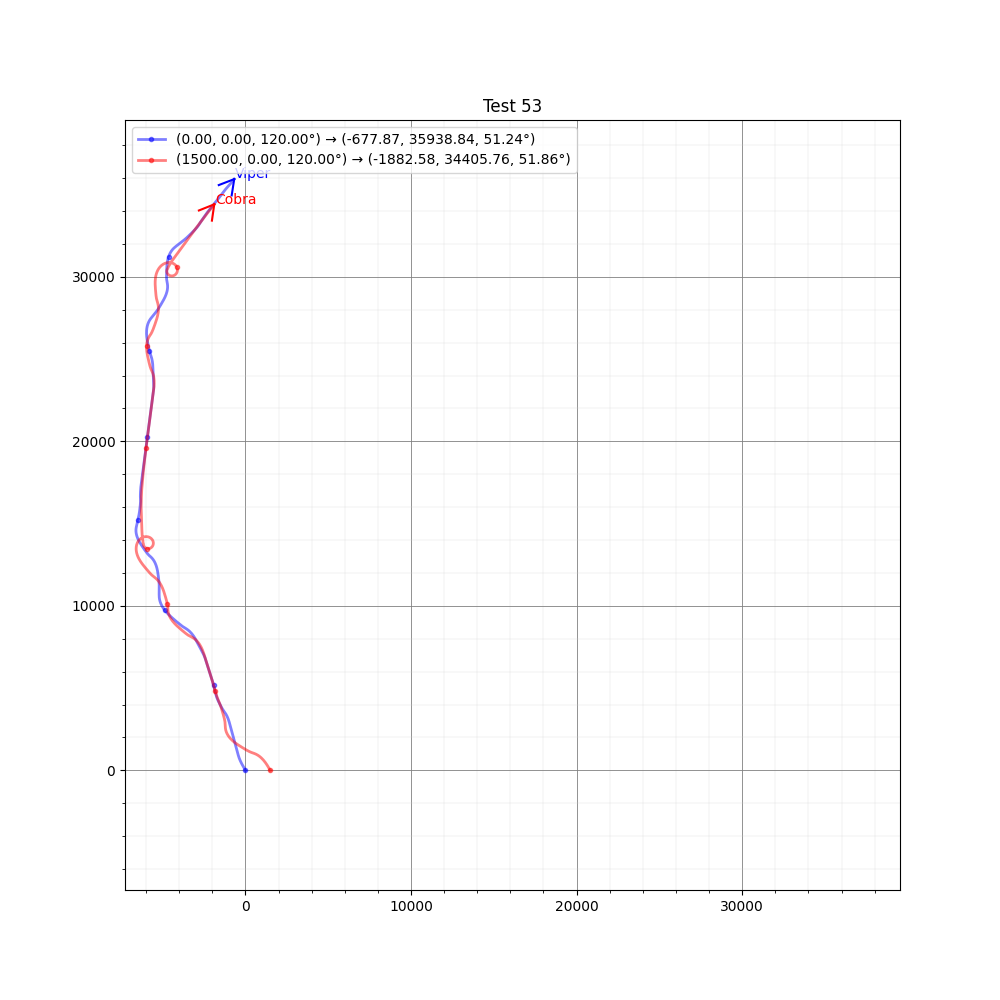 Test 53
(0.00, 0.00, 120.00°) → (-677.87, 35938.84, 51.24°)
(1500.00, 0.00, 120.00°) → (-1882.58, 34405.76, 51.86°)
Viper
Cobra
30000
20000
10000
0
0 10000 20000 30000